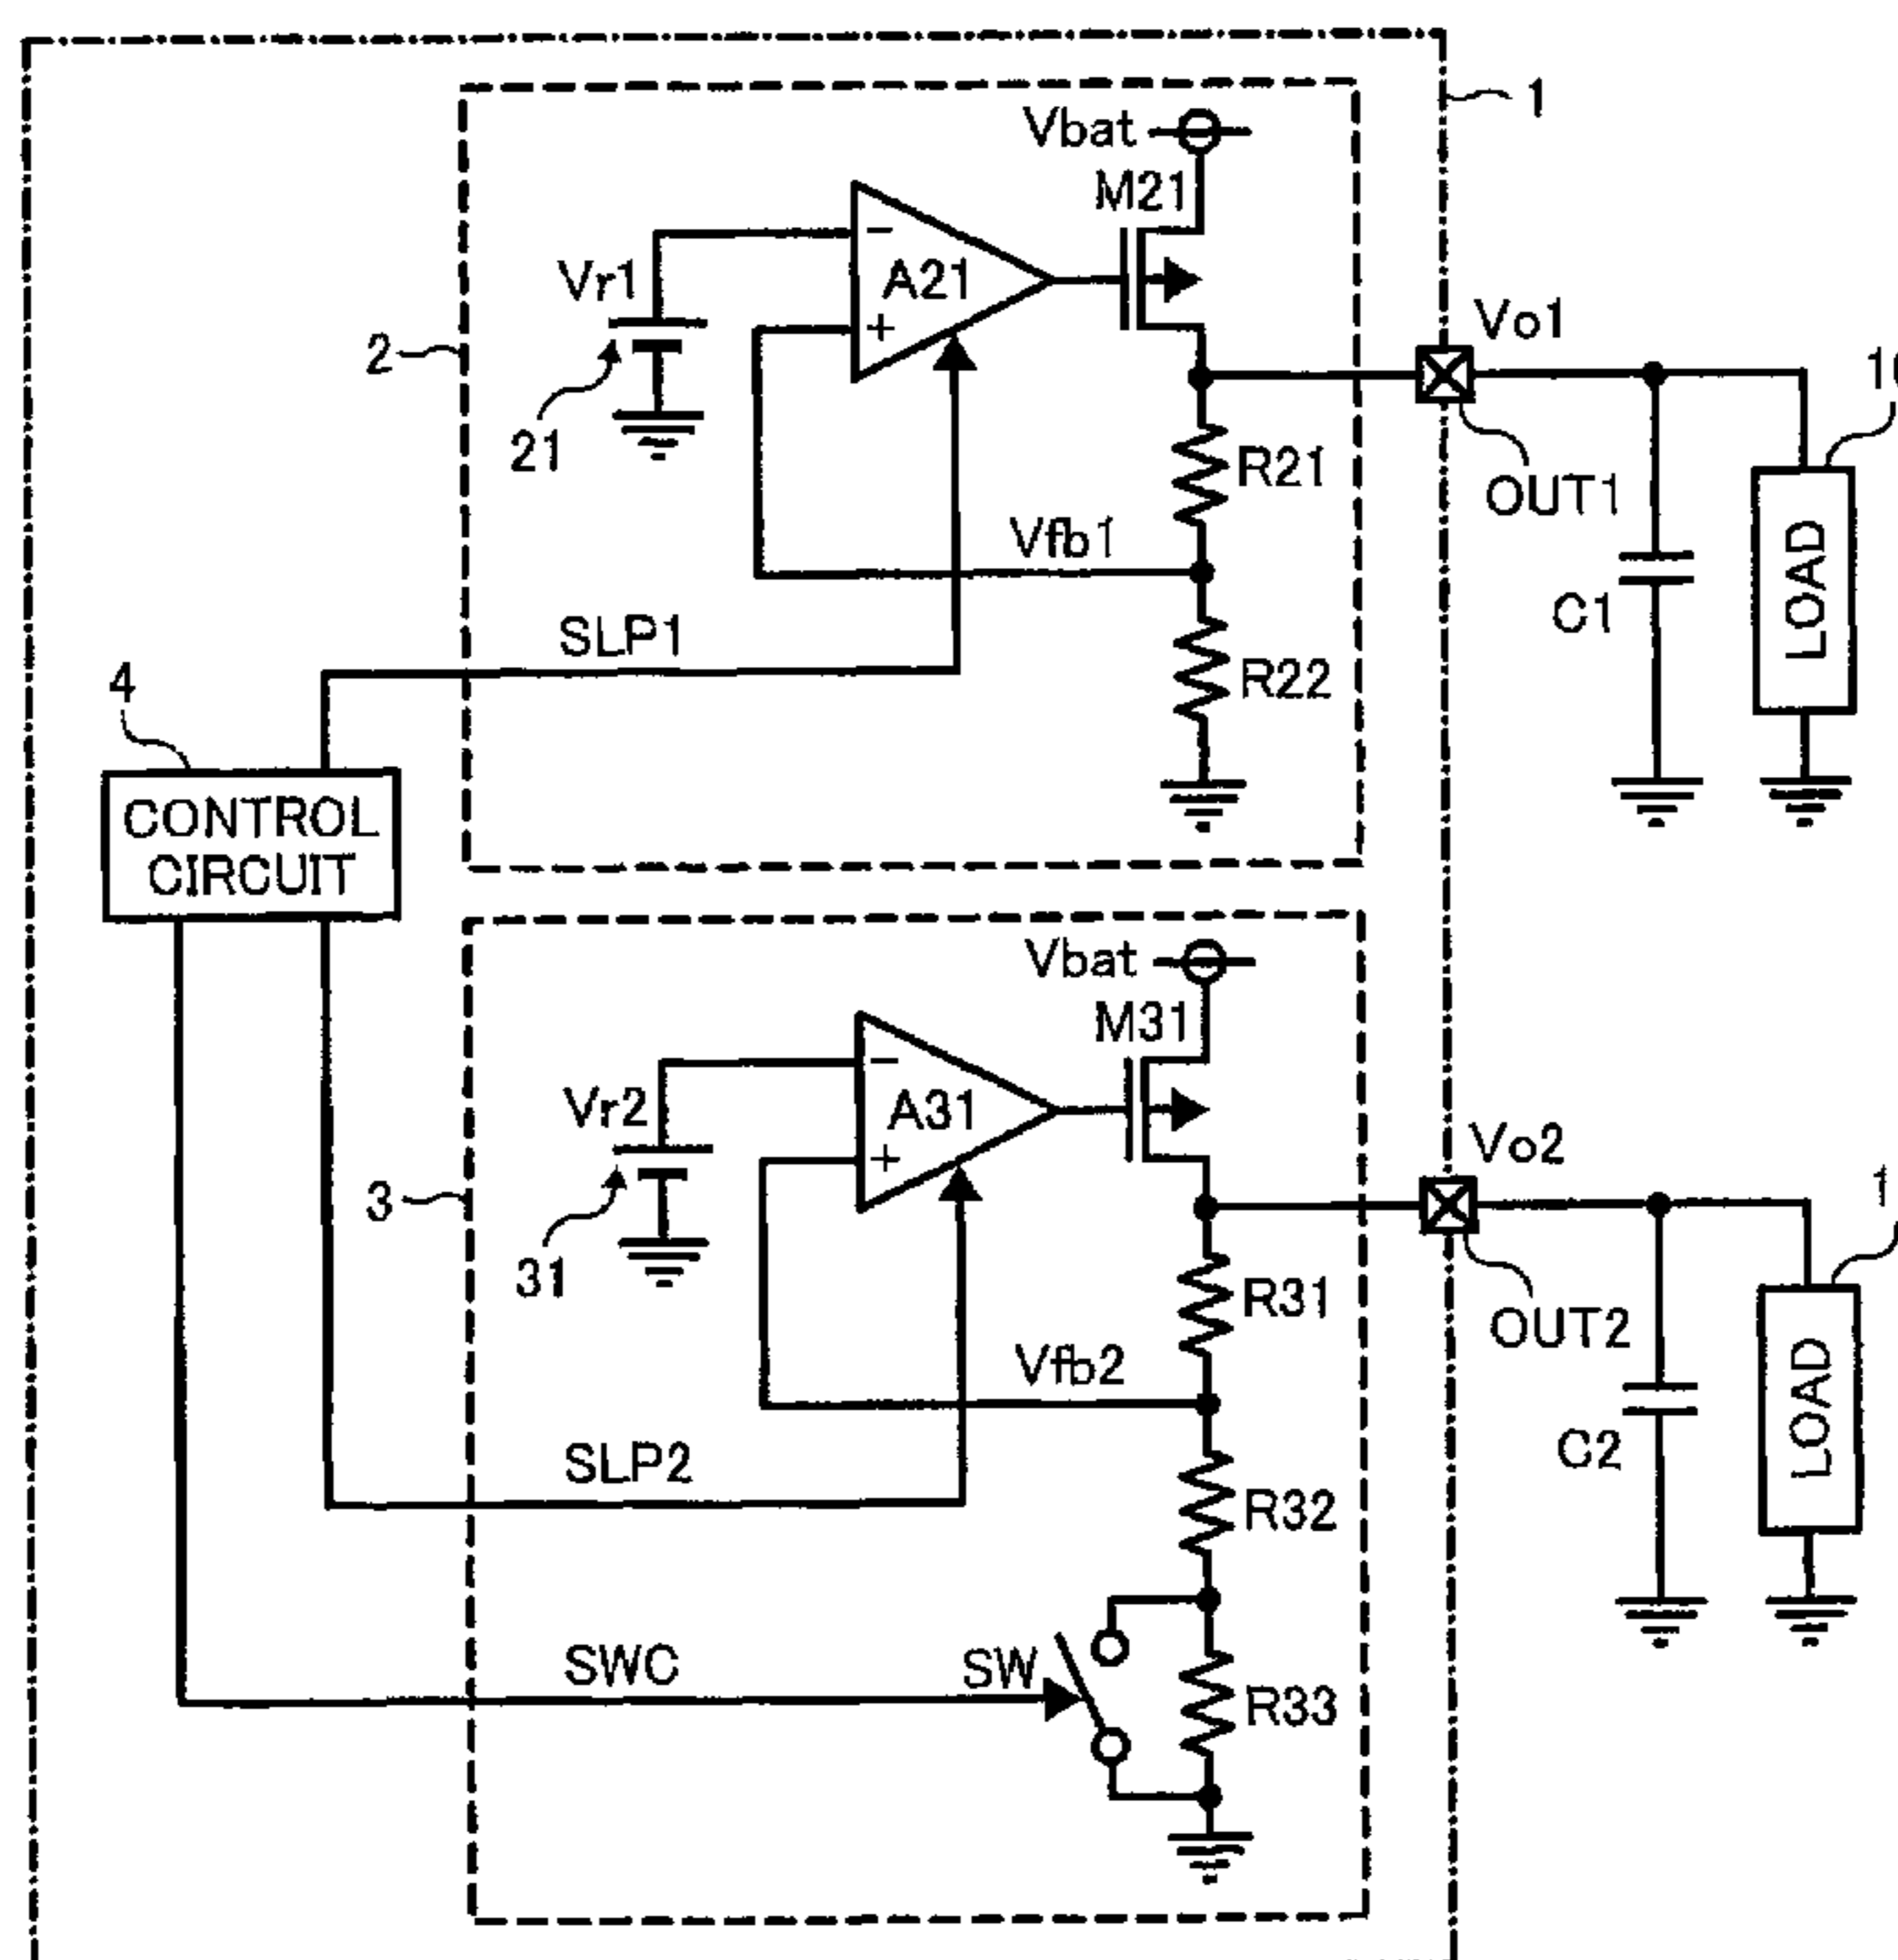 1
Vbat
M21
A21
-
+
Vr1
21
2
Vo1
OUT1
R21
Vfb1
R22
SLP1
C1
LOAD
4
CONTROL
CIRCUIT
Vbat
M31
A31
-
+
Vr2
31
3
Vo2
OUT2
R31
Vfb2
R32
SLP2
C2
LOAD
SWC
SW
R33